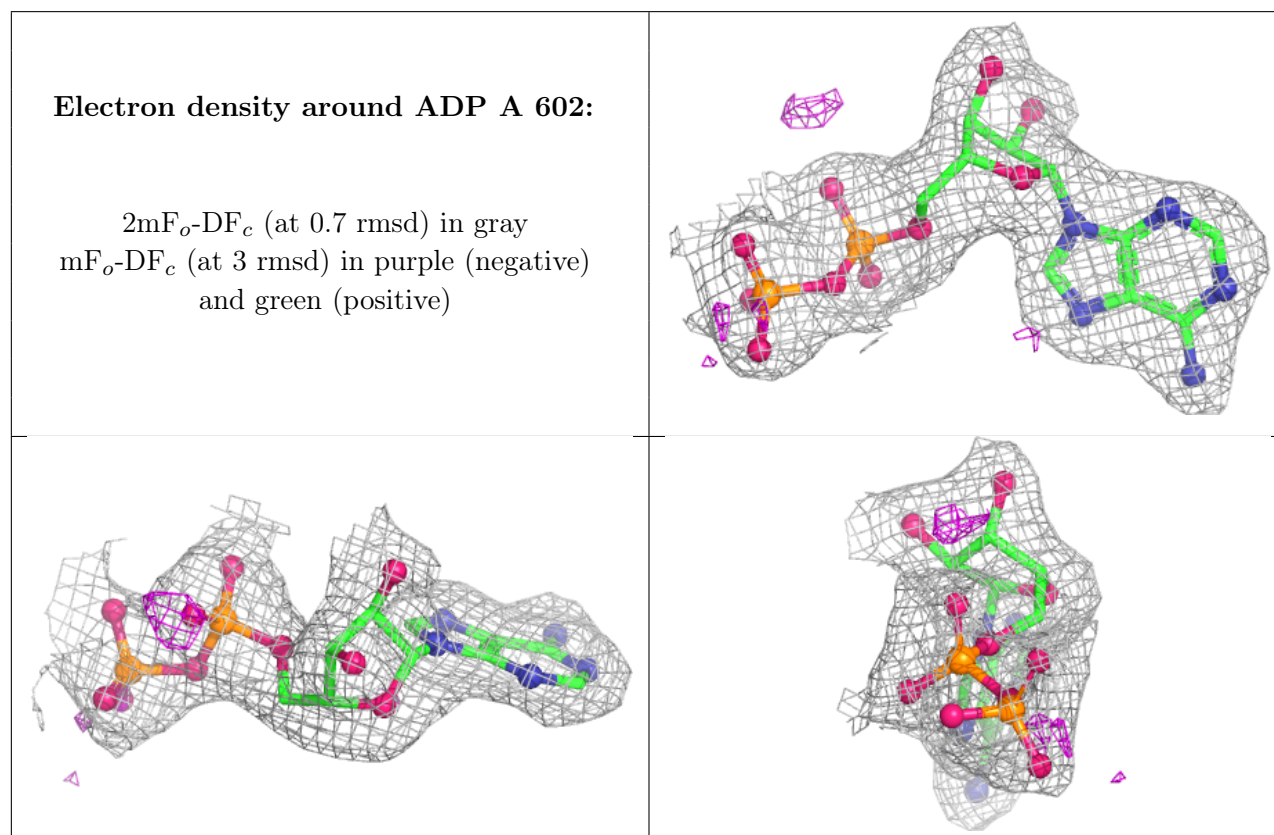 Electron density around ADP A 602:
2mFo-DFc (at 0.7 rmsd) in gray
mFo-DFc (at 3 rmsd) in purple (negative)
and green (positive)